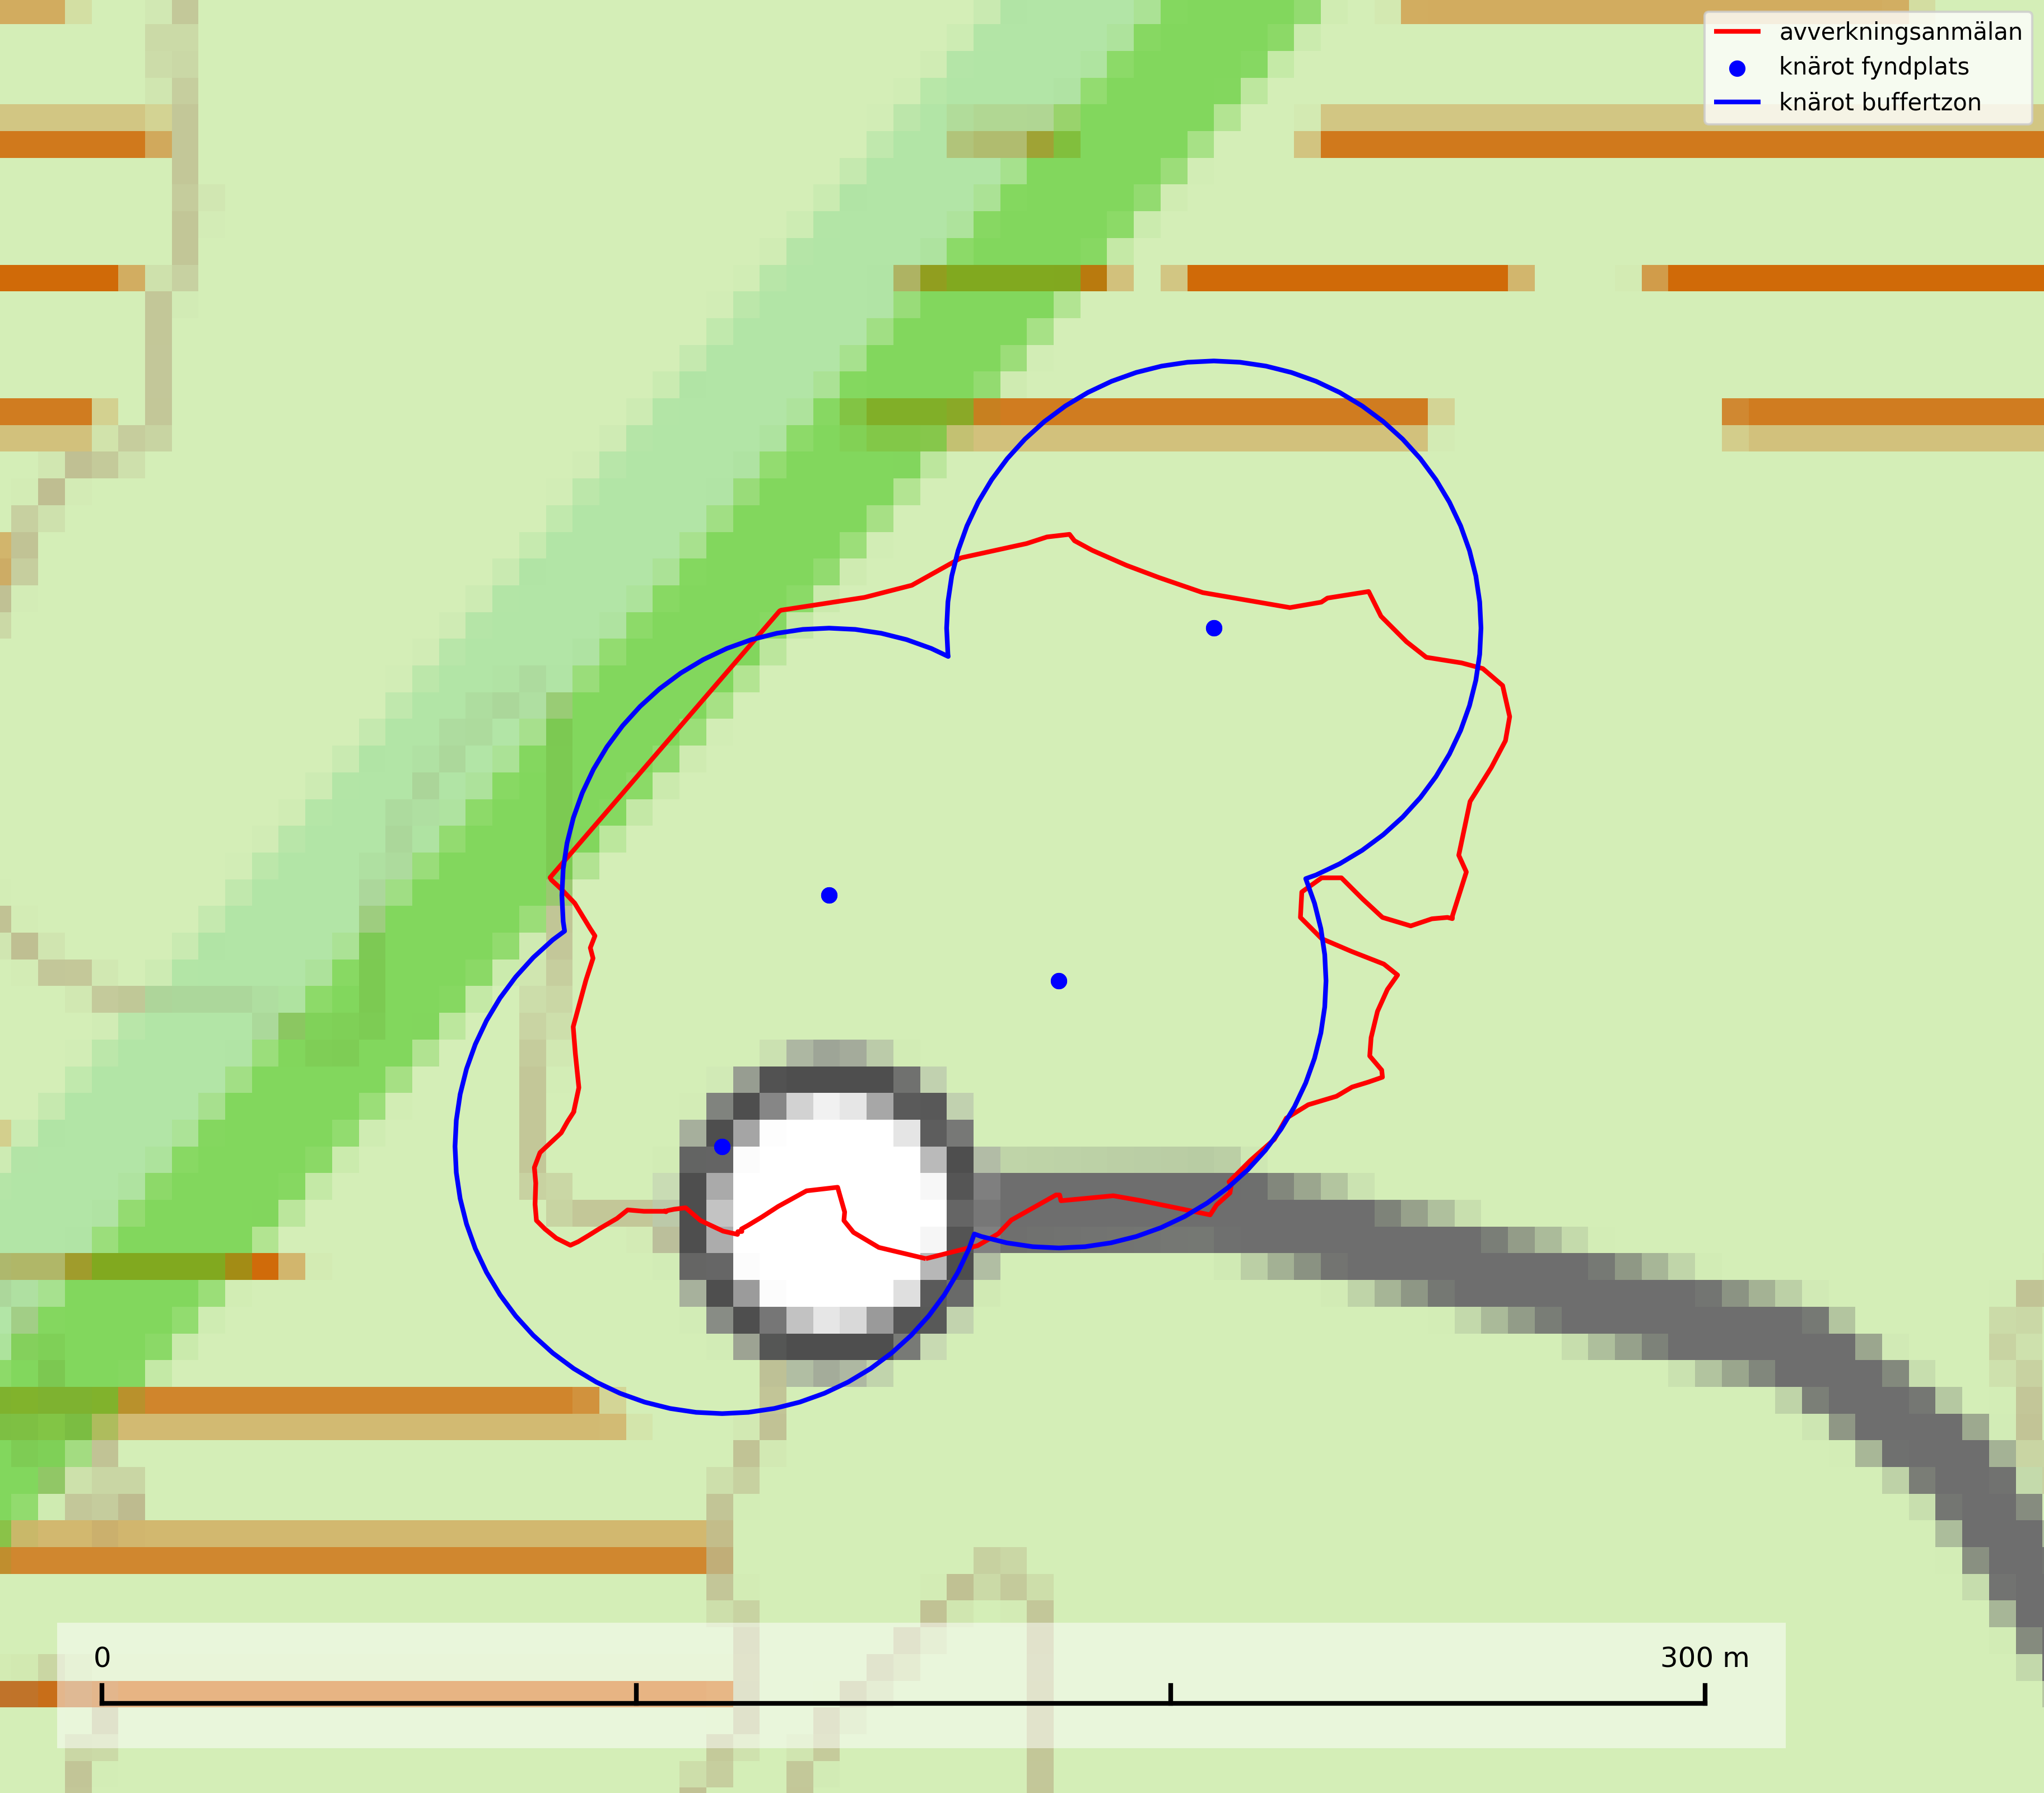 avverkningsanmälan
knärot fyndplats
knärot buffertzon
0
300 m